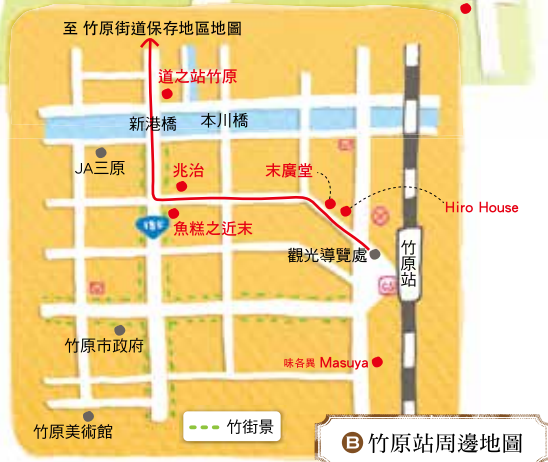 至 竹原街道保存地區地圖
道之站竹原
新港橋
本川橋
JA三原
兆治
末廣堂
Hiro House
185
魚糕之近末
觀光導覽處
竹原站
竹原市政府
味各異 Masuya
竹原美術館
竹街景
B 竹原站周邊地圖